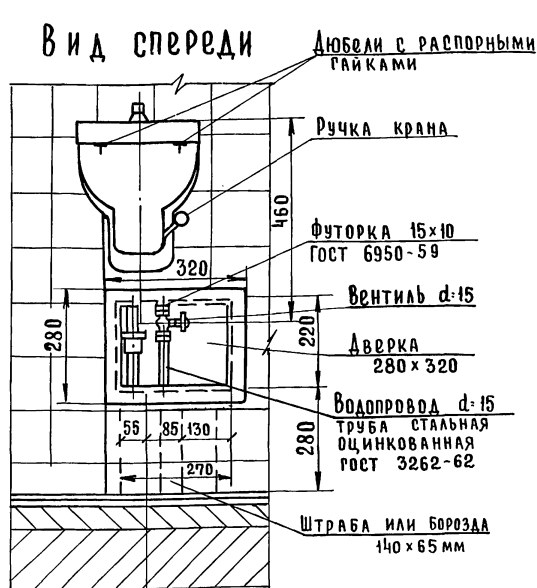 Вид спереди
Дюбели с распорными
гайками
Ручка крана
460
Футорка 15х10
ГОСТ 6950-59
320
Вентиль d=15
280
220
Дверка
280 х 320
Водопровод d=15
труба стальная
оцинкованная
ГОСТ 3262-62
280
55 85 130
270
Штраба или борозда
140 х 65 мм